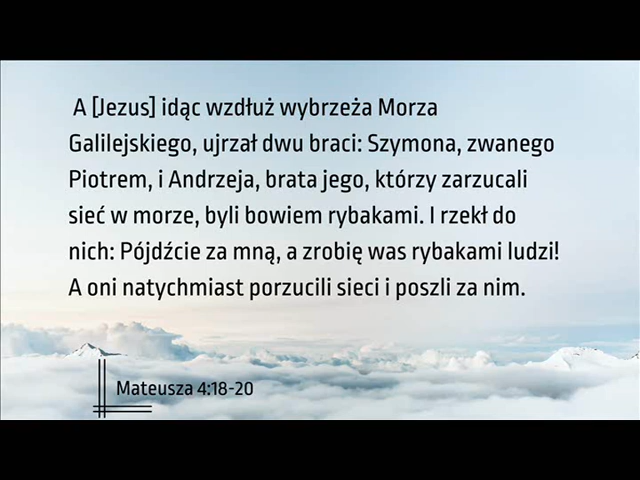 A [Jezus] idąc wzdłuż wybrzeża Morza
Galilejskiego, ujrzał dwu braci: Szymona, zwanego
Piotrem, i Andrzeja, brata jego, którzy zarzucali
sieć w morze, byli bowiem rybakami. I rzekł do
nich: Pójdźcie za mną, a zrobię was rybakami ludzi!
A oni natychmiast porzucili sieci i poszli za nim.
Mateusza 4:18-20